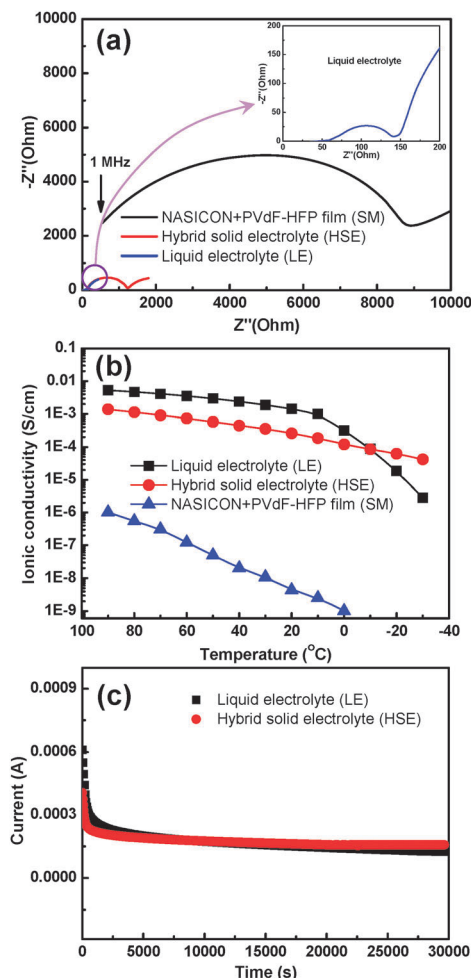 (a)
10000
8000
6000
4000
2000
0
-Z"(Ohm)
1 MHz
200
150
100
50
0
-Z"(Ohm)
Liquid electrolyte
0 50 100 150 200
Z"(Ohm)
NASICON+PVdF-HFP film (SM)
Hybrid solid electrolyte (HSE)
Liquid electrolyte (LE)
0 2000 4000 6000 8000 10000
Z"(Ohm)
(b)
0.1
0.01
1E-3
1E-4
1E-5
1E-6
1E-7
1E-8
1E-9
Ionic conductivity (S/cm)
Liquid electrolyte (LE)
Hybrid solid electrolyte (HSE)
NASICON+PVdF-HFP film (SM)
100 80 60 40 20 0 -20 -40
Temperature (°C)
(c)
0.0009
0.0006
0.0003
0.0000
Current (A)
Liquid electrolyte (LE)
Hybrid solid electrolyte (HSE)
0 5000 10000 15000 20000 25000 30000
Time (s)